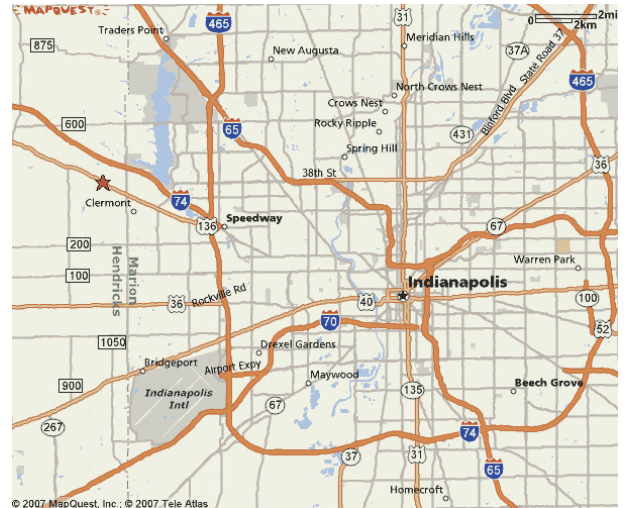 MAPQUEST
465
31
2mi
2km
Traders Point
875
New Augusta
Meridian Hills
37A
State Road 37
Binford Blvd
465
North Crows Nest
Crows Nest
600
65
Rocky Ripple
431
Spring Hill
36
38th St
74
Clermont
136
Speedway
67
200
Marion
Hendricks
Warren Park
100
Indianapolis
100
36
Rockville Rd
40
70
52
1050
Drexel Gardens
Bridgeport
Airport Expy
Maywood
900
Indianapolis
Intl
135
Beech Grove
67
267
74
37
31
65
Homecroft
© 2007 MapQuest, Inc.; © 2007 Tele Atlas